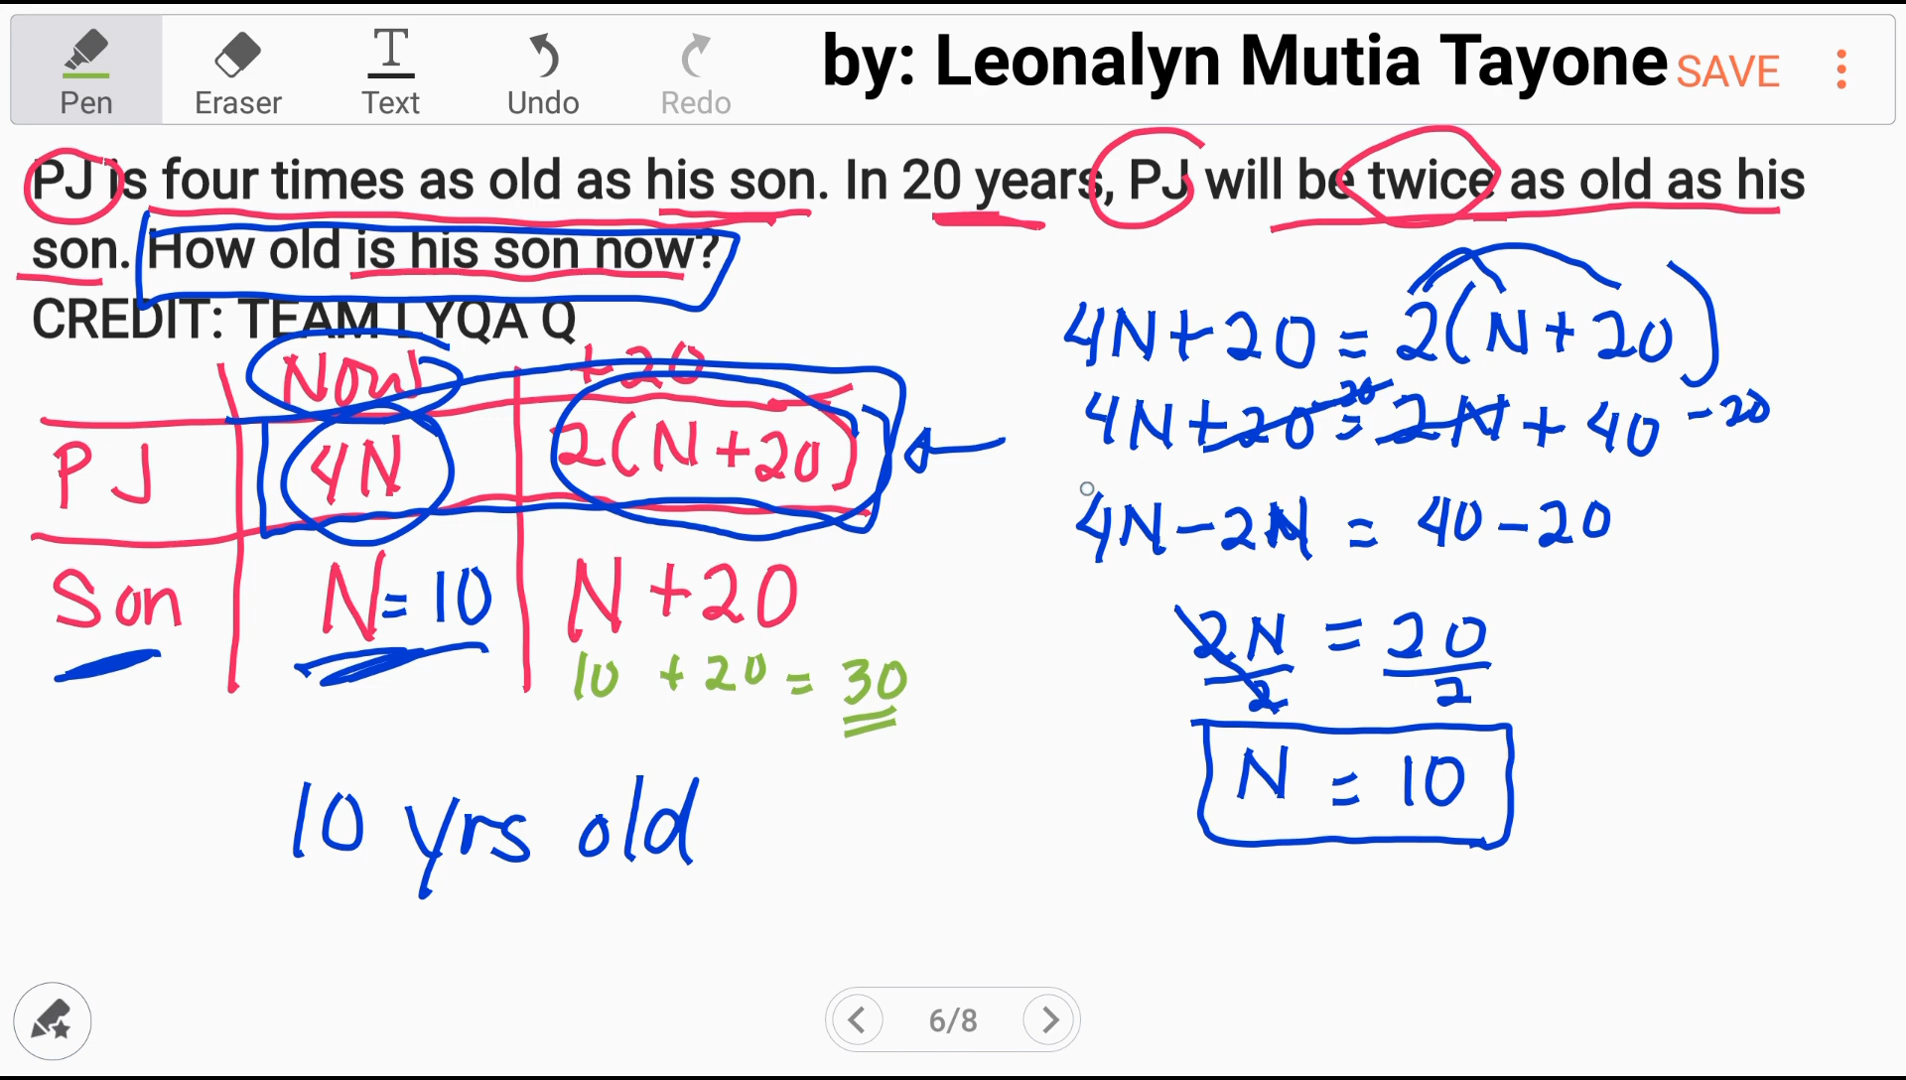 Pen Eraser Text Undo Redo by: Leonalyn Mutia Tayone SAVE
PJ is four times as old as his son. In 20 years, PJ will be twice as old as his
son. How old is his son now?
CREDIT: TEAM LYQA Q
Now +20
PJ 4N 2(N+20)
Son N=10 N+20
10 + 20 = 30
10 yrs old
4N+20 = 2(N+20)
4N+20-20 = 2N + 40 -20
4N-2N = 40-20
2N = 20
2 2
N = 10
6/8